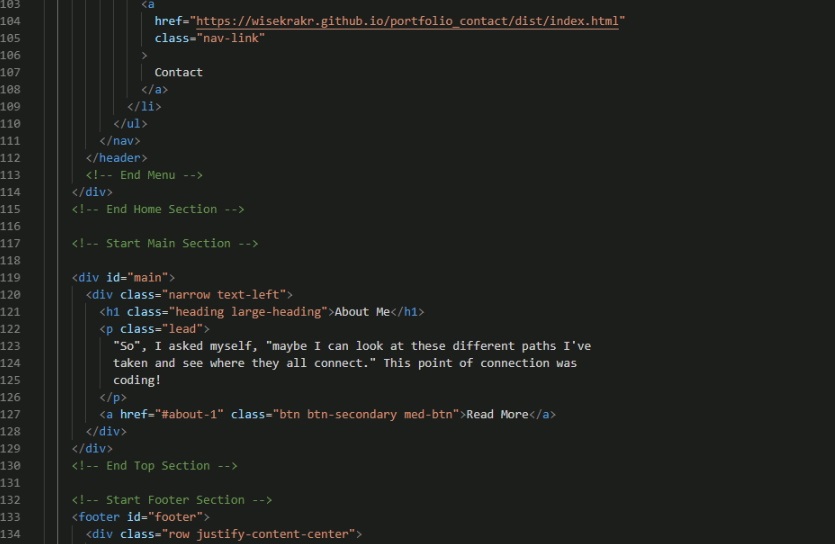 103 <a
104 href="https://wisekrakr.github.io/portfolio_contact/dist/index.html"
105 class="nav-link"
106 >
107 Contact
108 </a>
109 </li>
110 </ul>
111 </nav>
112 </header>
113 <!-- End Menu -->
114 </div>
115 <!-- End Home Section -->
116
117 <!-- Start Main Section -->
118
119 <div id="main">
120 <div class="narrow text-left">
121 <h1 class="heading large-heading">About Me</h1>
122 <p class="lead">
123 "So", I asked myself, "maybe I can look at these different paths I've
124 taken and see where they all connect." This point of connection was
125 coding!
126 </p>
127 <a href="#about-1" class="btn btn-secondary med-btn">Read More</a>
128 </div>
129 </div>
130 <!-- End Top Section -->
131
132 <!-- Start Footer Section -->
133 <footer id="footer">
134 <div class="row justify-content-center">